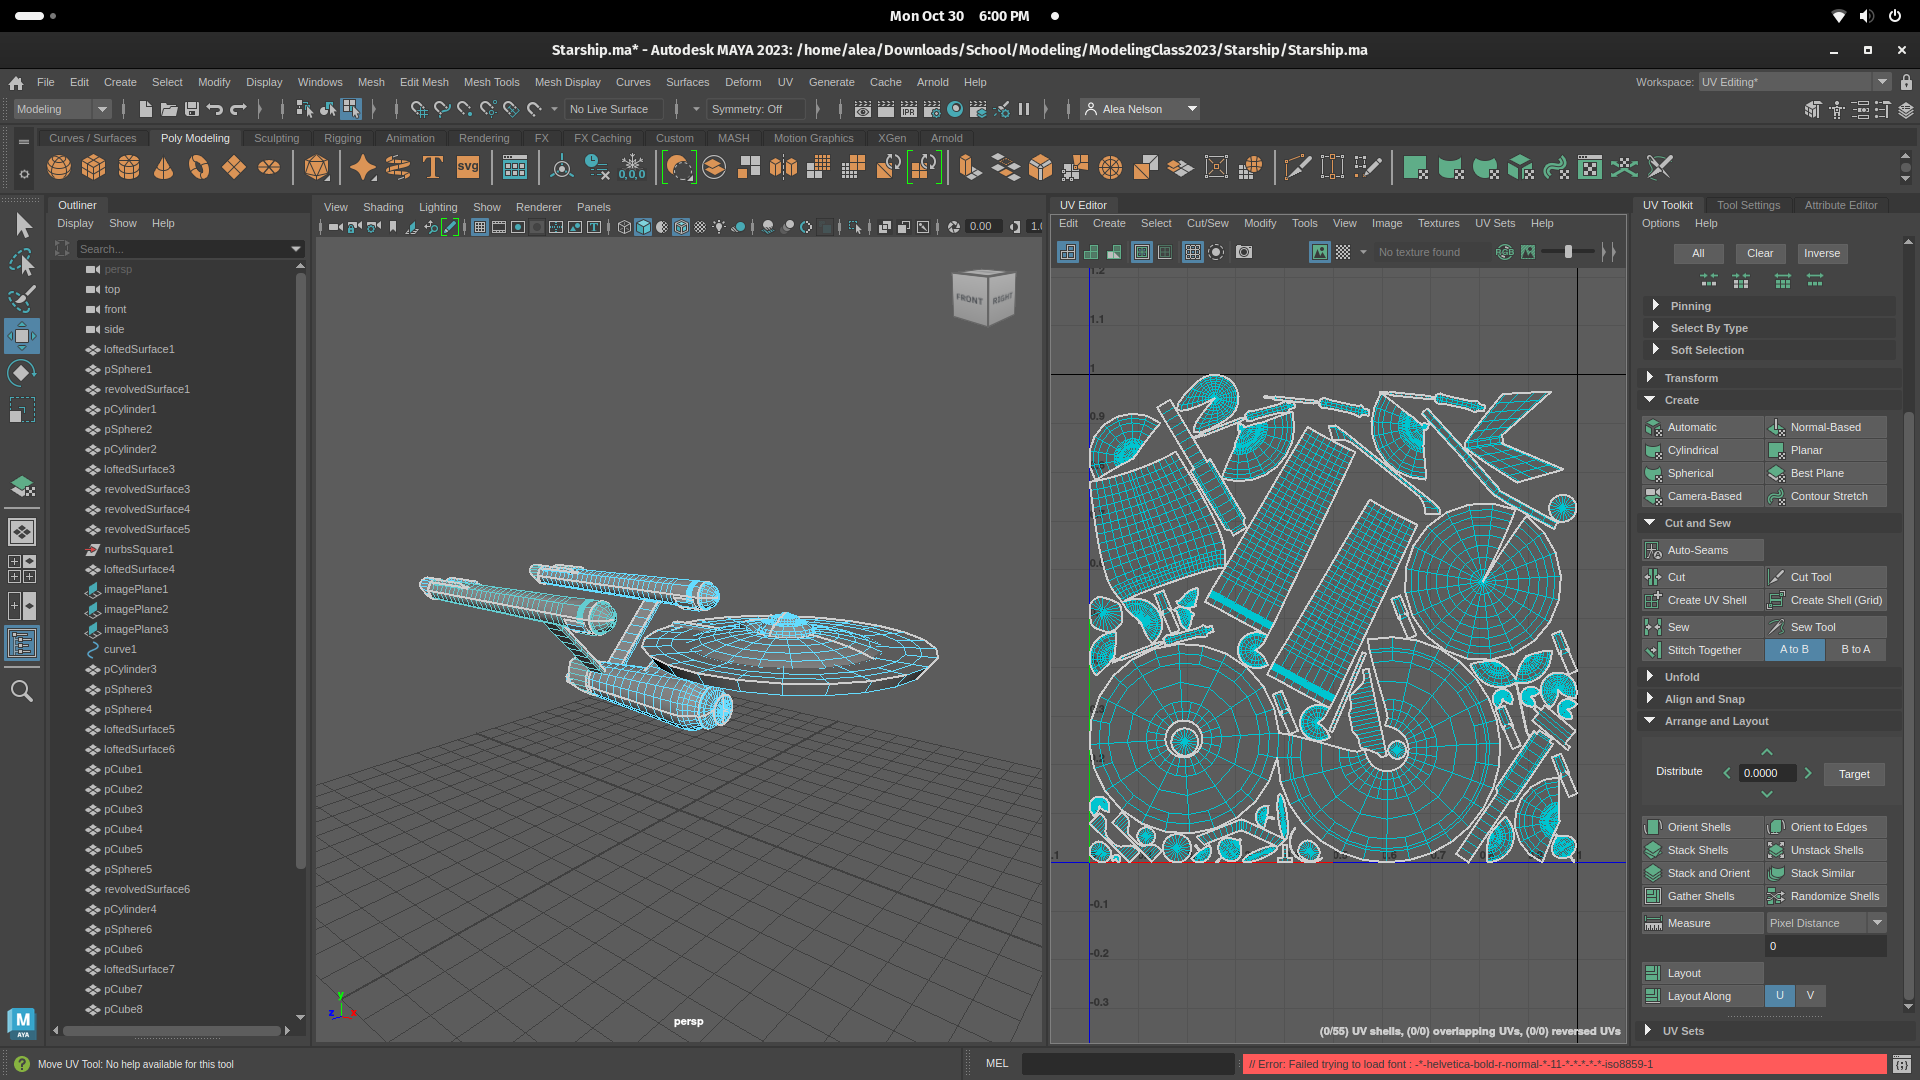 Mon Oct 30 6:00 PM
Starship.ma* - Autodesk MAYA 2023: /home/alea/Downloads/School/Modeling/ModelingClass2023/Starship/Starship.ma
File Edit Create Select Modify Display Windows Mesh Edit Mesh Mesh Tools Mesh Display Curves Surfaces Deform UV Generate Cache Arnold Help Workspace: UV Editing*
Modeling No Live Surface Symmetry: Off IPR Alea Nelson
Curves / Surfaces Poly Modeling Sculpting Rigging Animation Rendering FX FX Caching Custom MASH Motion Graphics XGen Arnold
T svg 0,0,0
Outliner
Display Show Help
Search...
persp
top
front
side
loftedSurface1
pSphere1
revolvedSurface1
pCylinder1
pSphere2
pCylinder2
loftedSurface3
revolvedSurface3
revolvedSurface4
revolvedSurface5
nurbsSquare1
loftedSurface4
imagePlane1
imagePlane2
imagePlane3
curve1
pCylinder3
pSphere3
pSphere4
loftedSurface5
loftedSurface6
pCube1
pCube2
pCube3
pCube4
pCube5
pSphere5
revolvedSurface6
pCylinder4
pSphere6
pCube6
loftedSurface7
pCube7
pCube8
View Shading Lighting Show Renderer Panels
0.00 1.0
FRONT RIGHT
y
z x
persp
UV Editor
Edit Create Select Cut/Sew Modify Tools View Image Textures UV Sets Help
No texture found RGB
1.2
1.1
1
0.9
0.7
-0.1
-0.2
-0.3
(0/55) UV shells, (0/0) overlapping UVs, (0/0) reversed UVs
UV Toolkit Tool Settings Attribute Editor
Options Help
All Clear Inverse
Pinning
Select By Type
Soft Selection
Transform
Create
Automatic Normal-Based
Cylindrical Planar
Spherical Best Plane
Camera-Based Contour Stretch
Cut and Sew
Auto-Seams
Cut Cut Tool
Create UV Shell Create Shell (Grid)
Sew Sew Tool
Stitch Together A to B B to A
Unfold
Align and Snap
Arrange and Layout
Distribute 0.0000 Target
Orient Shells Orient to Edges
Stack Shells Unstack Shells
Stack and Orient Stack Similar
Gather Shells Randomize Shells
Measure Pixel Distance
0
Layout
Layout Along U V
UV Sets
M
AYA
Move UV Tool: No help available for this tool
MEL
// Error: Failed trying to load font : -*-helvetica-bold-r-normal-*-11-*-*-*-*-*-iso8859-1